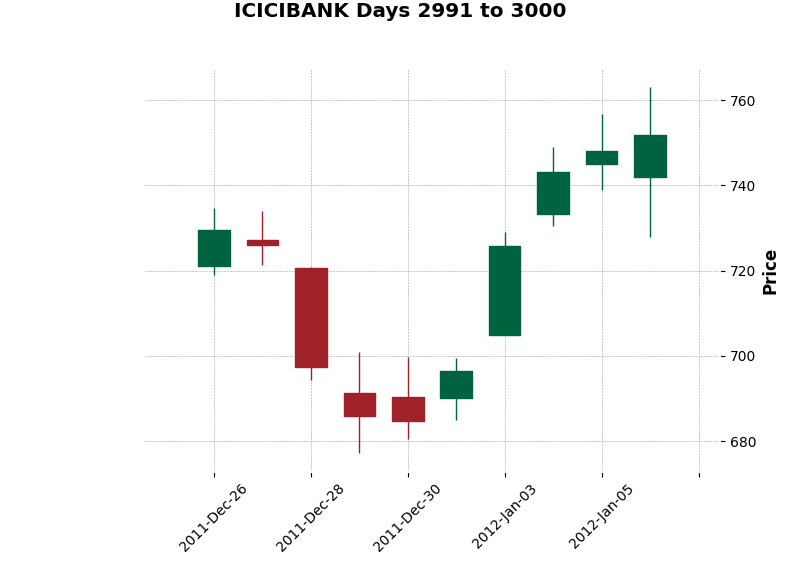 ICICIBANK Days 2991 to 3000
760
740
720
700
680
Price
2011-Dec-26
2011-Dec-28
2011-Dec-30
2012-Jan-03
2012-Jan-05